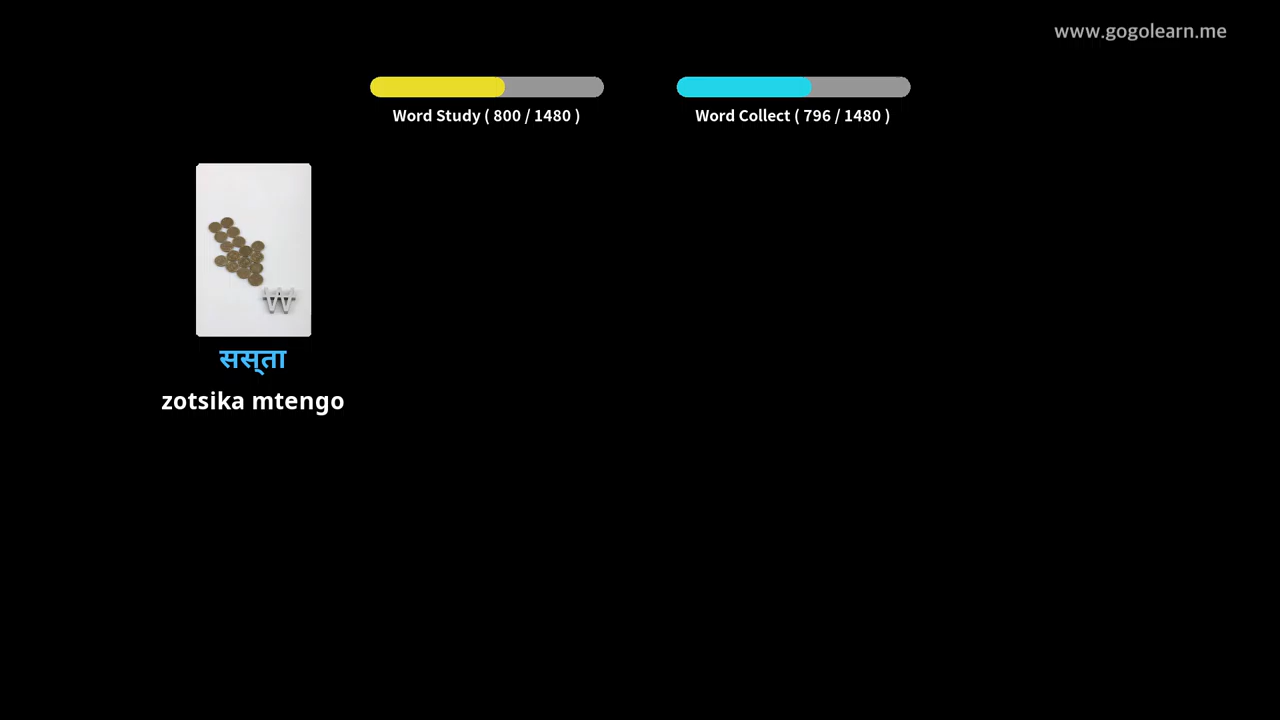 www.gogolearn.me
Word Study ( 800 / 1480 )
Word Collect ( 796 / 1480 )
₩
सस्ता
zotsika mtengo